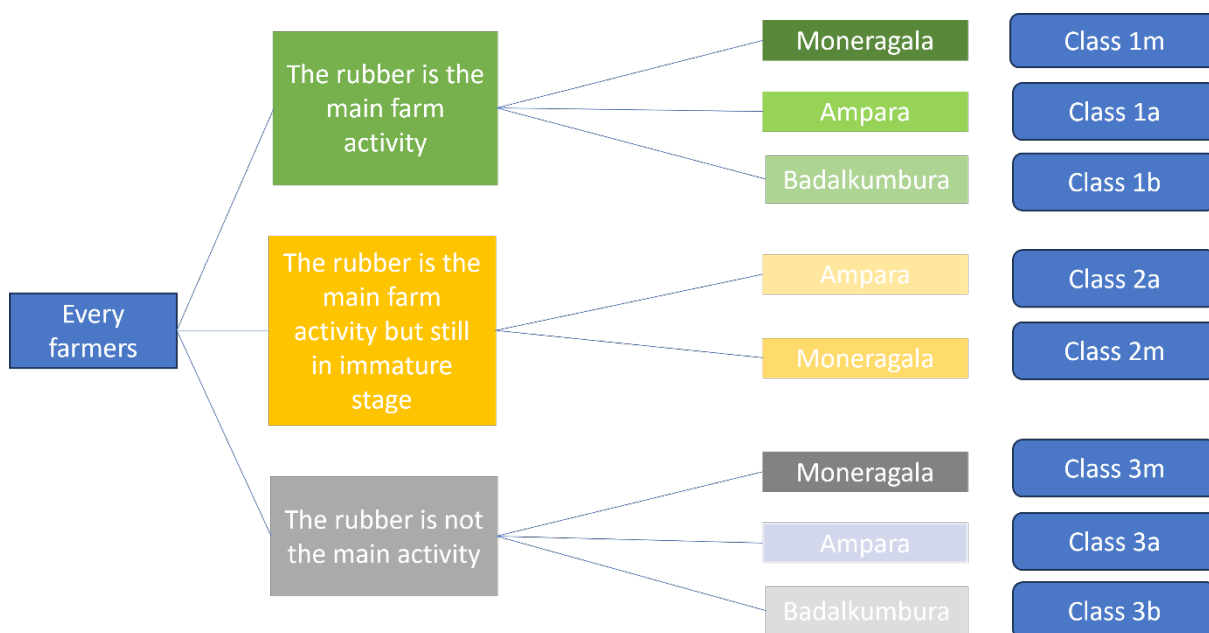 Every
farmers
The rubber is the
main farm
activity
Moneragala
Class 1m
Ampara
Class 1a
Badalkumbura
Class 1b
The rubber is the
main farm
activity but still
in immature
stage
Ampara
Class 2a
Moneragala
Class 2m
The rubber is not
the main activity
Moneragala
Class 3m
Ampara
Class 3a
Badalkumbura
Class 3b